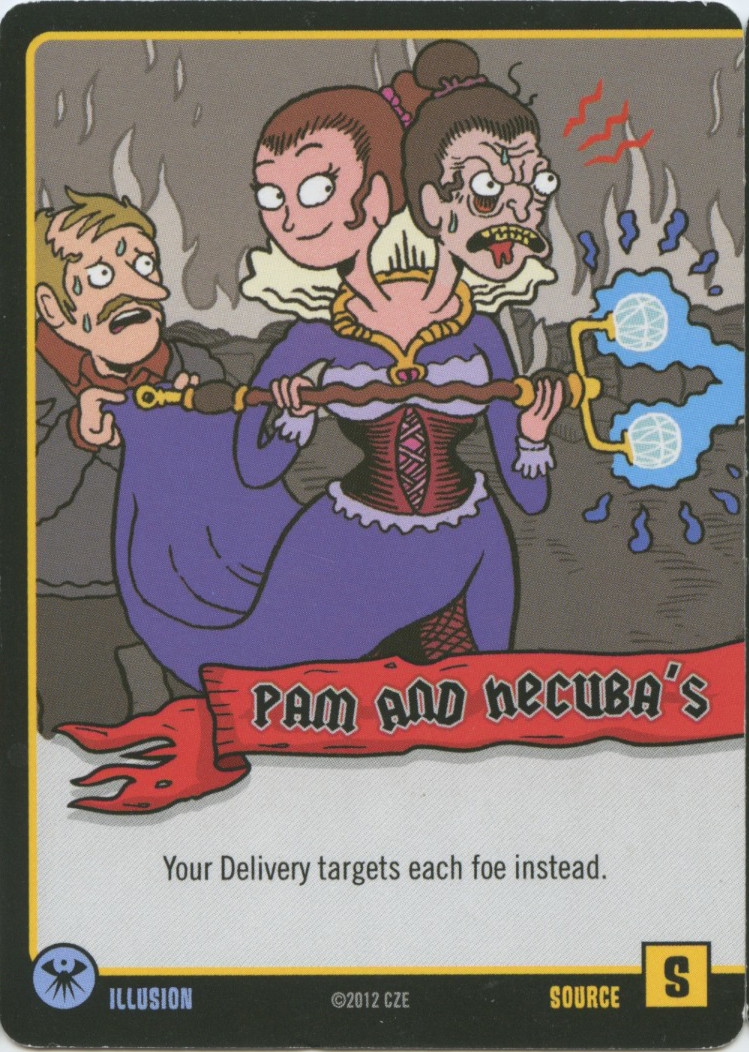 PAM AND HECUBA'S
Your Delivery targets each foe instead.
ILLUSION
©2012 CZE
SOURCE
S